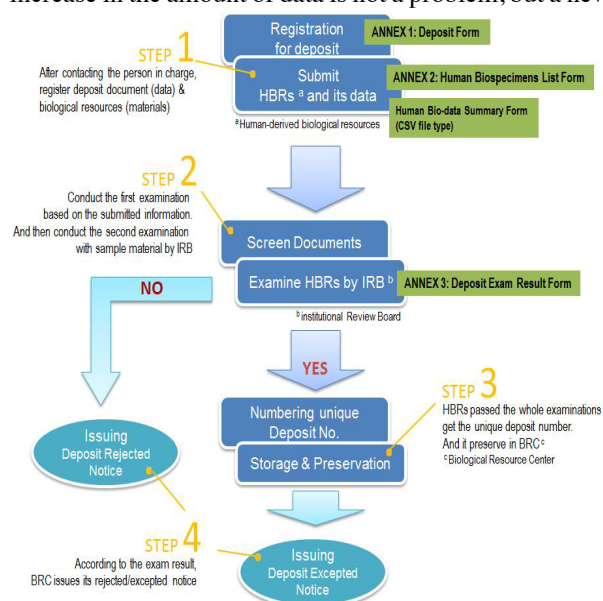 increase in the amount of data is not a problem, but a nev
Registration
for deposit
ANNEX 1: Deposit Form
STEP 1
After contacting the person in charge,
register deposit document (data) &
biological resources (materials)
Submit
HBRs a and its data
ANNEX 2: Human Biospecimens List Form
Human Bio-data Summary Form
(CSV file type)
a Human-derived biological resources
STEP 2
Conduct the first examination
based on the submitted information.
And then conduct the second examination
with sample material by IRB
Screen Documents
Examine HBRs by IRB b
ANNEX 3: Deposit Exam Result Form
b institutional Review Board
NO
YES
STEP 3
HBRs passed the whole examinations
get the unique deposit number.
And it preserve in BRC c
c Biological Resource Center
Numbering unique
Deposit No.
Storage & Preservation
Issuing
Deposit Rejected
Notice
STEP 4
According to the exam result,
BRC issues its rejected/excepted notice
Issuing
Deposit Excepted
Notice